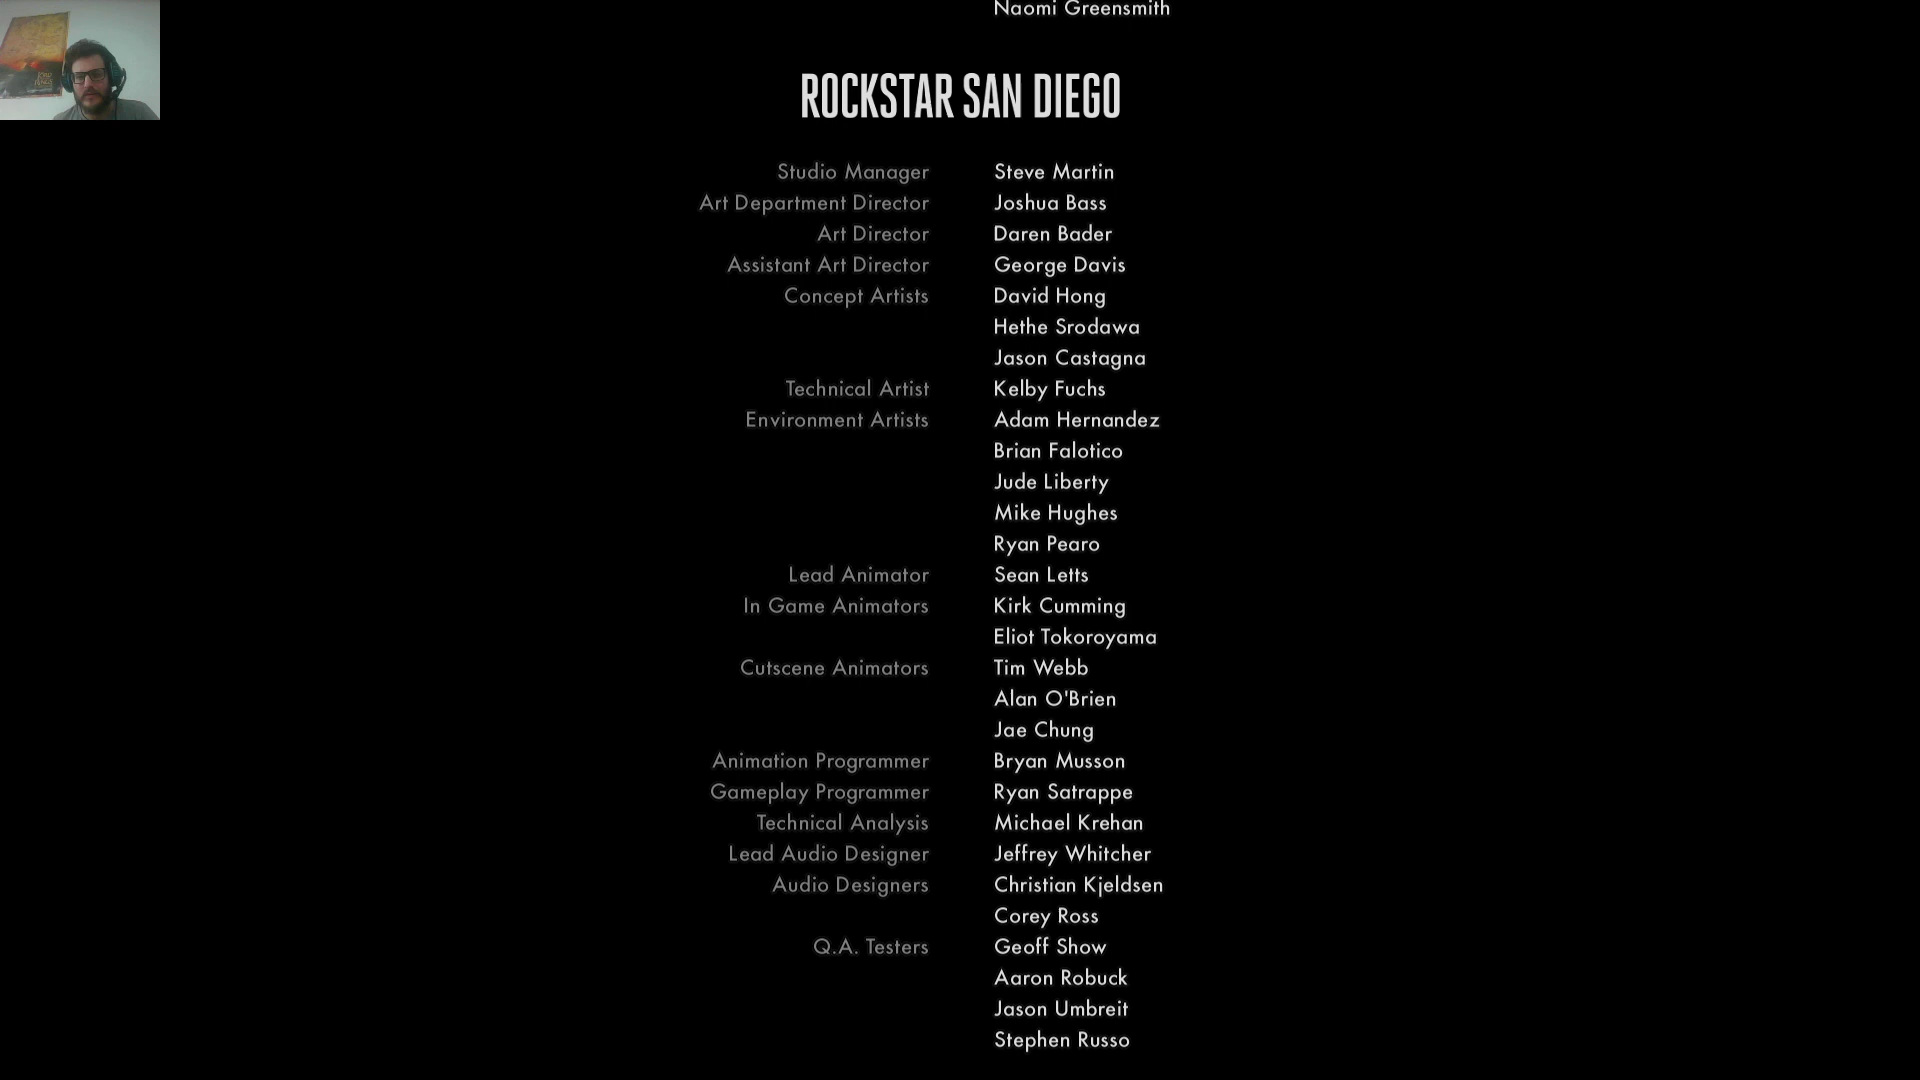 Naomi Greensmith
ROCKSTAR SAN DIEGO
Studio Manager Steve Martin
Art Department Director Joshua Bass
Art Director Daren Bader
Assistant Art Director George Davis
Concept Artists David Hong
Hethe Srodawa
Jason Castagna
Technical Artist Kelby Fuchs
Environment Artists Adam Hernandez
Brian Falotico
Jude Liberty
Mike Hughes
Ryan Pearo
Lead Animator Sean Letts
In Game Animators Kirk Cumming
Eliot Tokoroyama
Cutscene Animators Tim Webb
Alan O'Brien
Jae Chung
Animation Programmer Bryan Musson
Gameplay Programmer Ryan Satrappe
Technical Analysis Michael Krehan
Lead Audio Designer Jeffrey Whitcher
Audio Designers Christian Kjeldsen
Corey Ross
Q.A. Testers Geoff Show
Aaron Robuck
Jason Umbreit
Stephen Russo